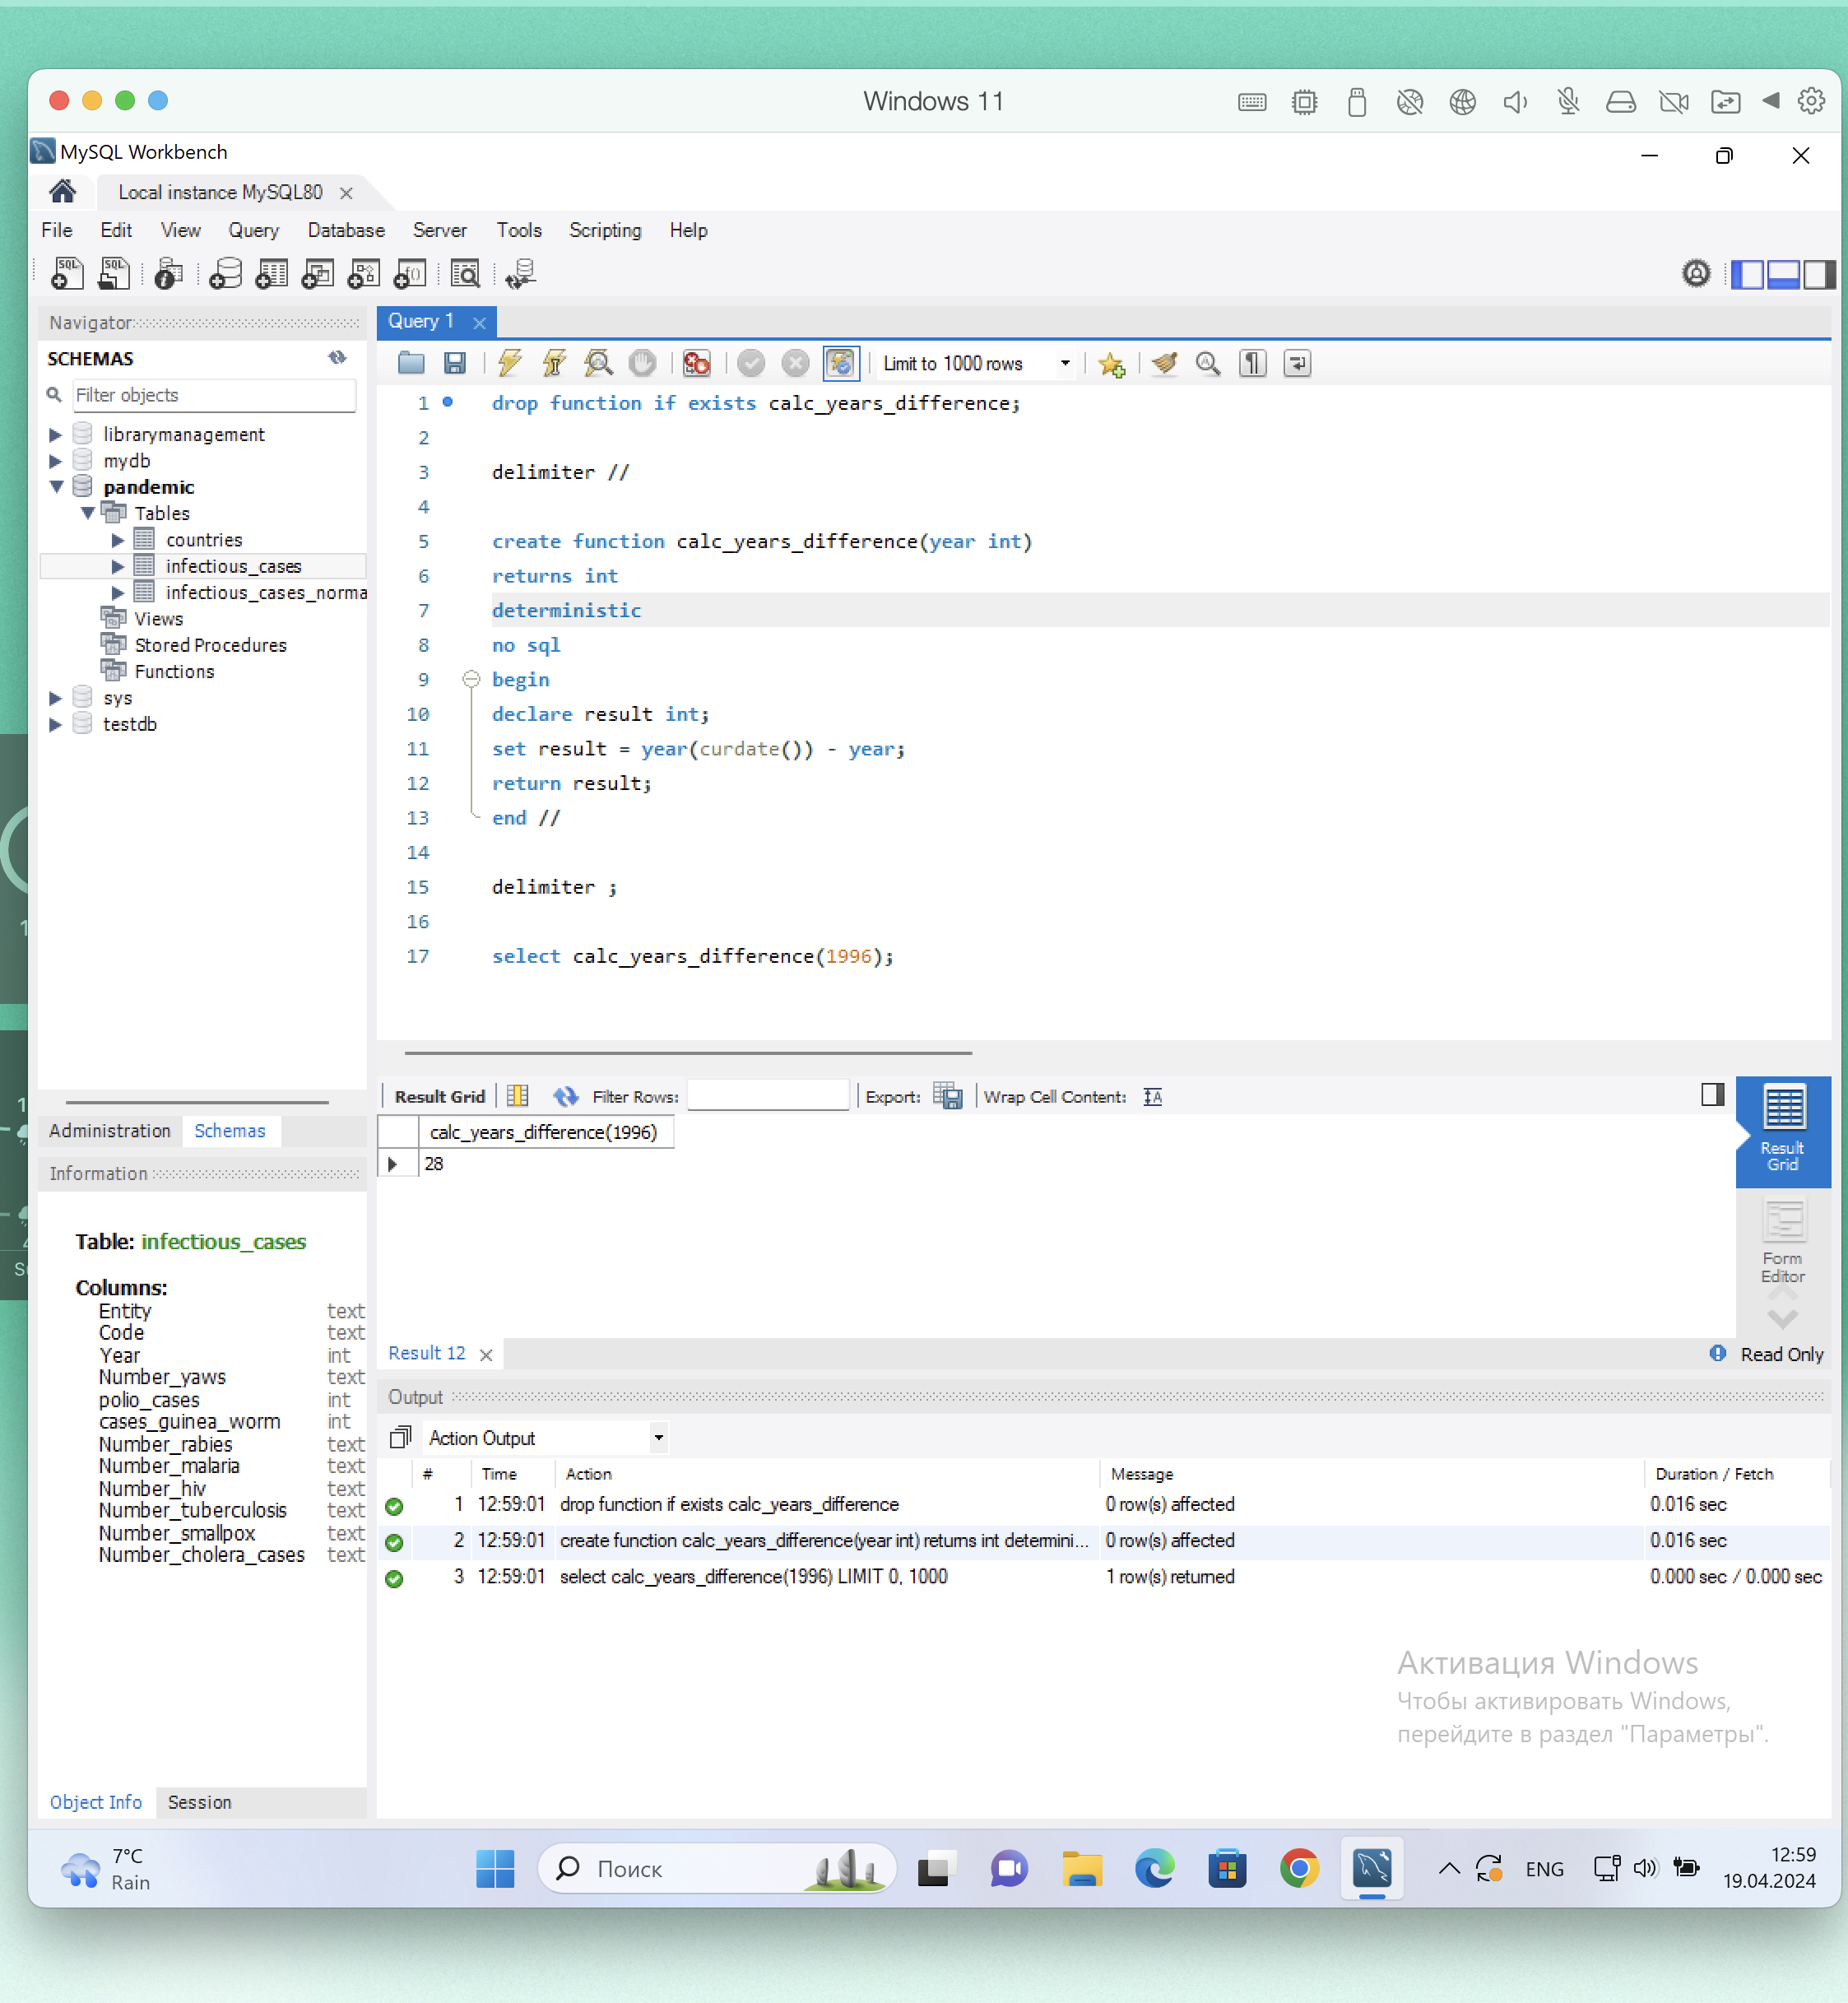 Windows 11
MySQL Workbench
Local instance MySQL80
File Edit View Query Database Server Tools Scripting Help
Navigator
SCHEMAS
Filter objects
librarymanagement
mydb
pandemic
Tables
countries
infectious_cases
infectious_cases_norma
Views
Stored Procedures
Functions
sys
testdb
Administration Schemas
Information
Table: infectious_cases
Columns:
Entity text
Code text
Year int
Number_yaws text
polio_cases int
cases_guinea_worm int
Number_rabies text
Number_malaria text
Number_hiv text
Number_tuberculosis text
Number_smallpox text
Number_cholera_cases text
Object Info Session
Query 1
Limit to 1000 rows
1 drop function if exists calc_years_difference;
2
3 delimiter //
4
5 create function calc_years_difference(year int)
6 returns int
7 deterministic
8 no sql
9 begin
10 declare result int;
11 set result = year(curdate()) - year;
12 return result;
13 end //
14
15 delimiter ;
16
17 select calc_years_difference(1996);
Result Grid Filter Rows: Export: Wrap Cell Content:
calc_years_difference(1996)
28
Result Grid
Form Editor
Result 12
Read Only
Output
Action Output
# Time Action Message Duration / Fetch
1 12:59:01 drop function if exists calc_years_difference 0 row(s) affected 0.016 sec
2 12:59:01 create function calc_years_difference(year int) returns int determini... 0 row(s) affected 0.016 sec
3 12:59:01 select calc_years_difference(1996) LIMIT 0, 1000 1 row(s) returned 0.000 sec / 0.000 sec
Активация Windows
Чтобы активировать Windows,
перейдите в раздел "Параметры".
7°C
Rain
Поиск
ENG
12:59
19.04.2024